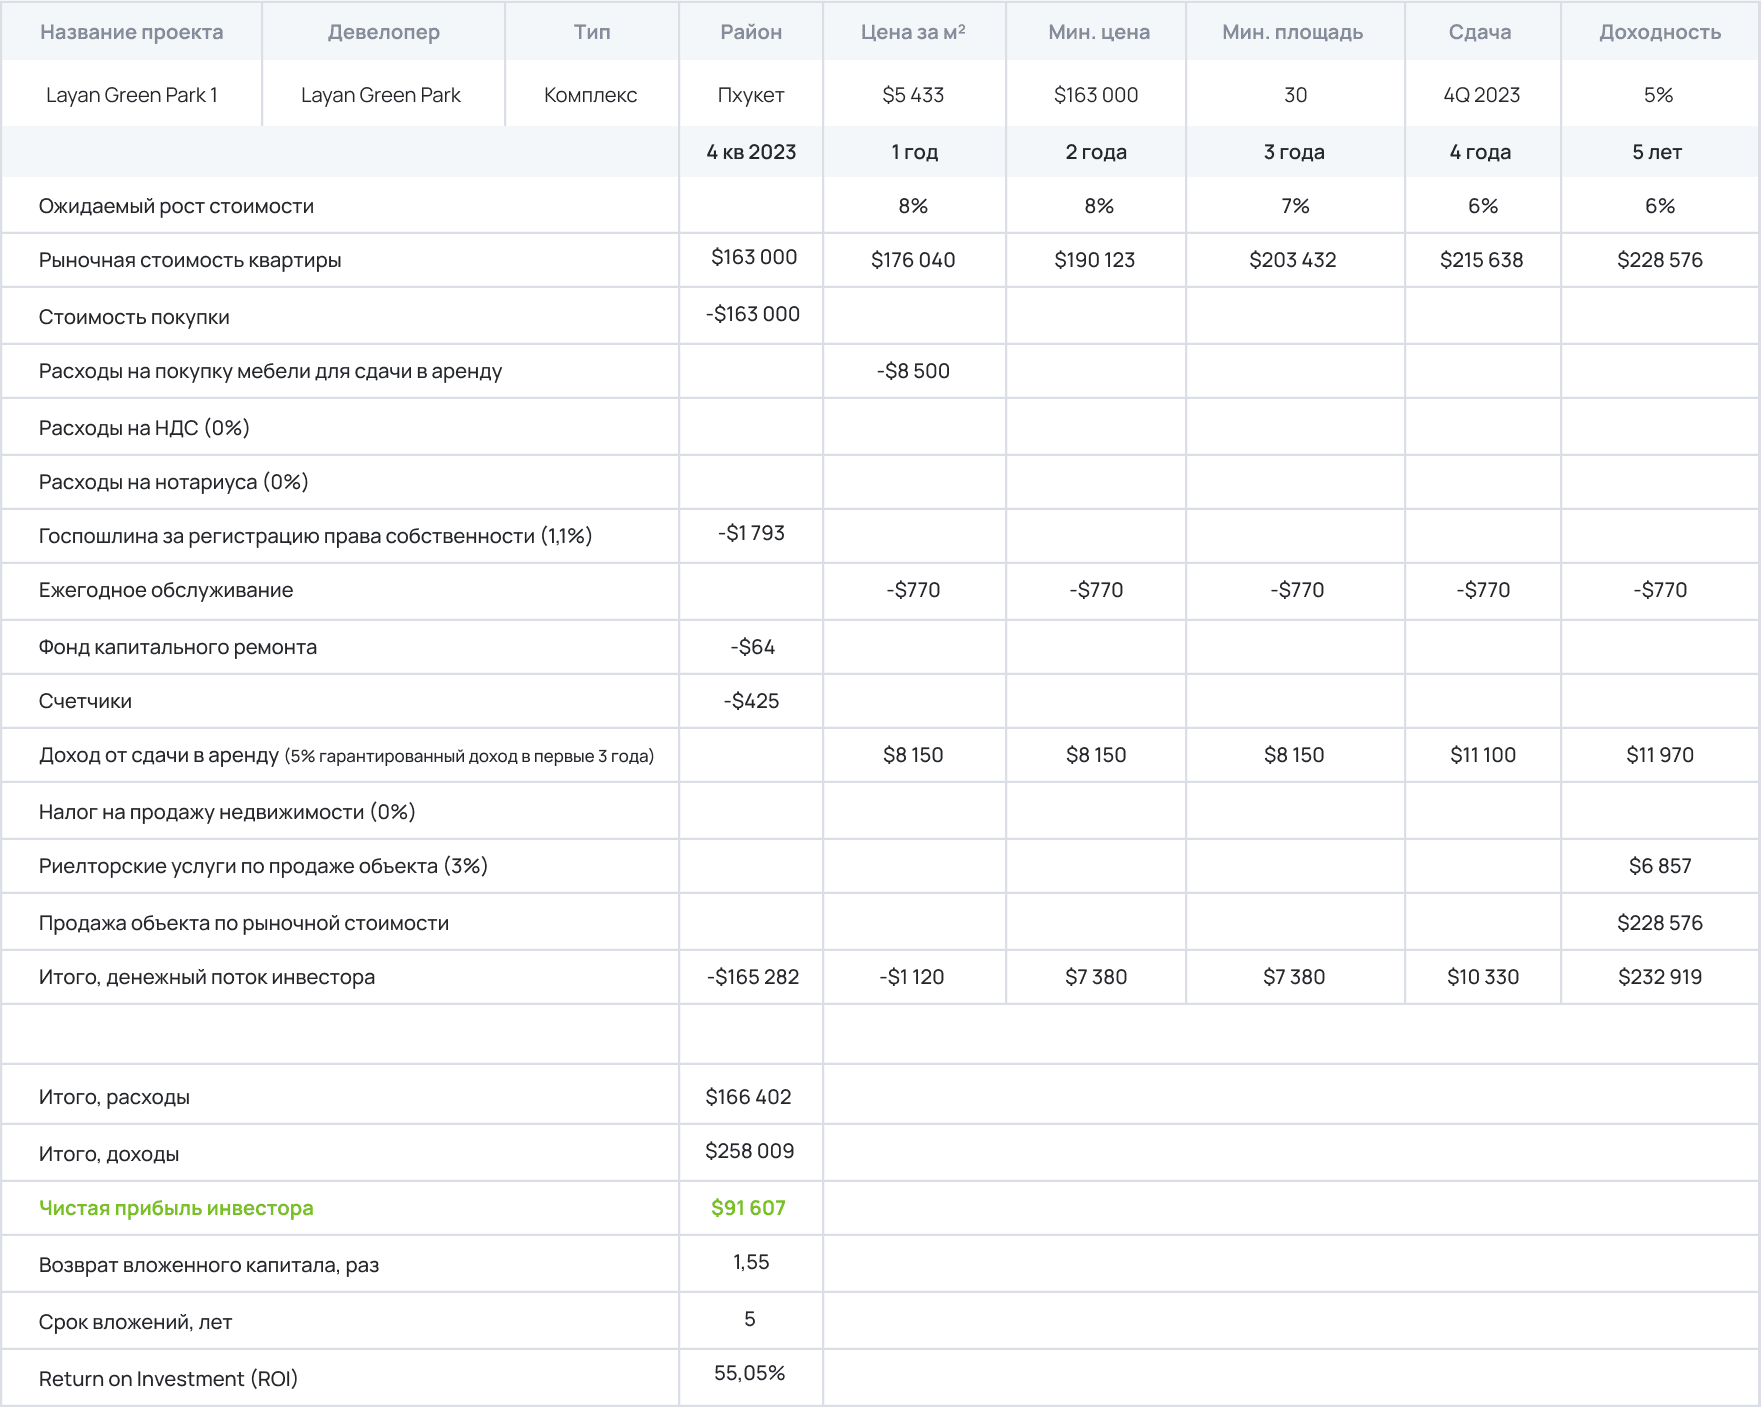 Название проекта Девелопер Тип Район Цена за м² Мин. цена Мин. площадь Сдача Доходность
Layan Green Park 1 Layan Green Park Комплекс Пхукет $5 433 $163 000 30 4Q 2023 5%
4 кв 2023 1 год 2 года 3 года 4 года 5 лет
Ожидаемый рост стоимости 8% 8% 7% 6% 6%
Рыночная стоимость квартиры $163 000 $176 040 $190 123 $203 432 $215 638 $228 576
Стоимость покупки -$163 000
Расходы на покупку мебели для сдачи в аренду -$8 500
Расходы на НДС (0%)
Расходы на нотариуса (0%)
Госпошлина за регистрацию права собственности (1,1%) -$1 793
Ежегодное обслуживание -$770 -$770 -$770 -$770 -$770
Фонд капитального ремонта -$64
Счетчики -$425
Доход от сдачи в аренду (5% гарантированный доход в первые 3 года) $8 150 $8 150 $8 150 $11 100 $11 970
Налог на продажу недвижимости (0%)
Риелторские услуги по продаже объекта (3%) $6 857
Продажа объекта по рыночной стоимости $228 576
Итого, денежный поток инвестора -$165 282 -$1 120 $7 380 $7 380 $10 330 $232 919
Итого, расходы $166 402
Итого, доходы $258 009
Чистая прибыль инвестора $91 607
Возврат вложенного капитала, раз 1,55
Срок вложений, лет 5
Return on Investment (ROI) 55,05%